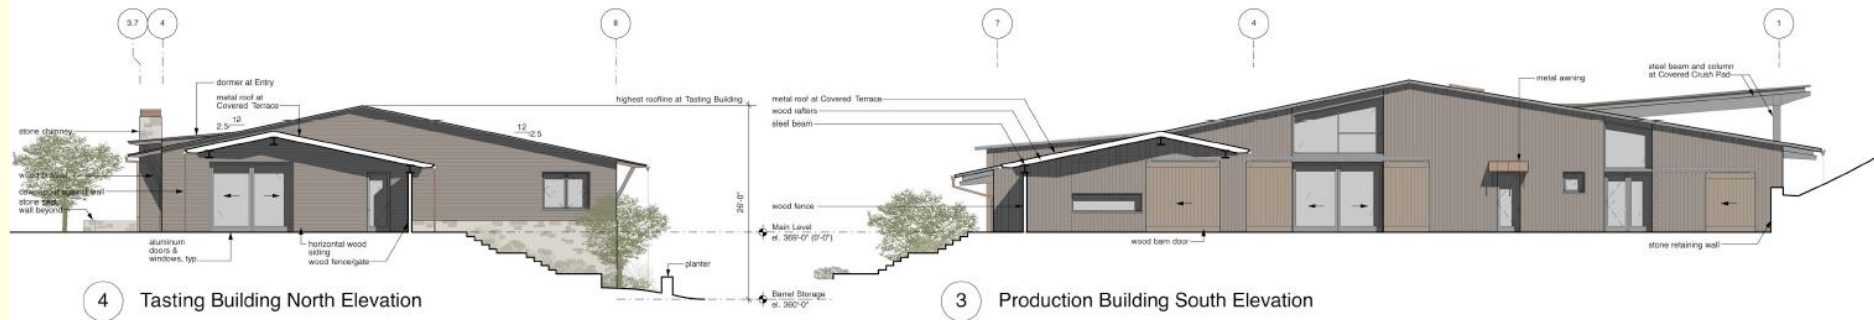 3.7
4
8
dormer at Entry
metal roof at
Covered Terrace
highest roofline at Tasting Building
12
2.5
12
2.5
stone chimney
downspout against wall
stone seat
wall beyond
aluminum
doors &
windows, typ.
horizontal wood
siding
wood fence/gate
planter
26'-0"
Main Level
el. 369'-0" (0'-0")
Barrel Storage
el. 360'-0"
4
Tasting Building North Elevation
7
4
1
metal roof at Covered Terrace
wood rafters
steel beam
metal awning
steel beam and column
at Covered Crush Pad
wood fence
wood barn door
stone retaining wall
3
Production Building South Elevation